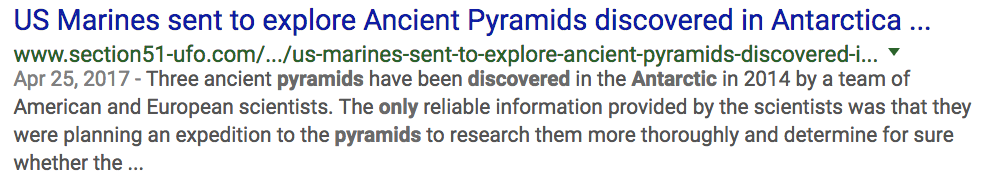 US Marines sent to explore Ancient Pyramids discovered in Antarctica ...
www.section51-ufo.com/.../us-marines-sent-to-explore-ancient-pyramids-discovered-i...
Apr 25, 2017 - Three ancient pyramids have been discovered in the Antarctic in 2014 by a team of
American and European scientists. The only reliable information provided by the scientists was that they
were planning an expedition to the pyramids to research them more thoroughly and determine for sure
whether the ...